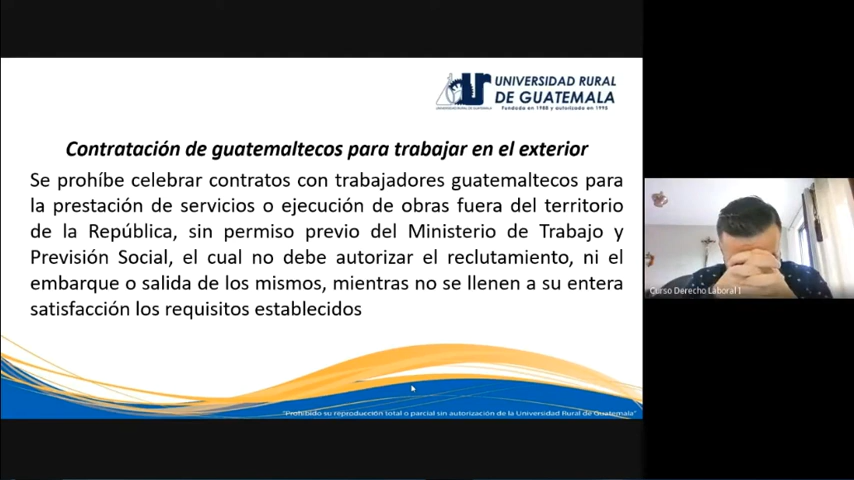 UNIVERSIDAD RURAL
DE GUATEMALA
Fundada en 1988 y autorizada en 1995
Contratación de guatemaltecos para trabajar en el exterior
Se prohíbe celebrar contratos con trabajadores guatemaltecos para
la prestación de servicios o ejecución de obras fuera del territorio
de la República, sin permiso previo del Ministerio de Trabajo y
Previsión Social, el cual no debe autorizar el reclutamiento, ni el
embarque o salida de los mismos, mientras no se llenen a su entera
satisfacción los requisitos establecidos
Curso Derecho Laboral I
"Prohibido su reproducción total o parcial sin autorización de la Universidad Rural de Guatemala"